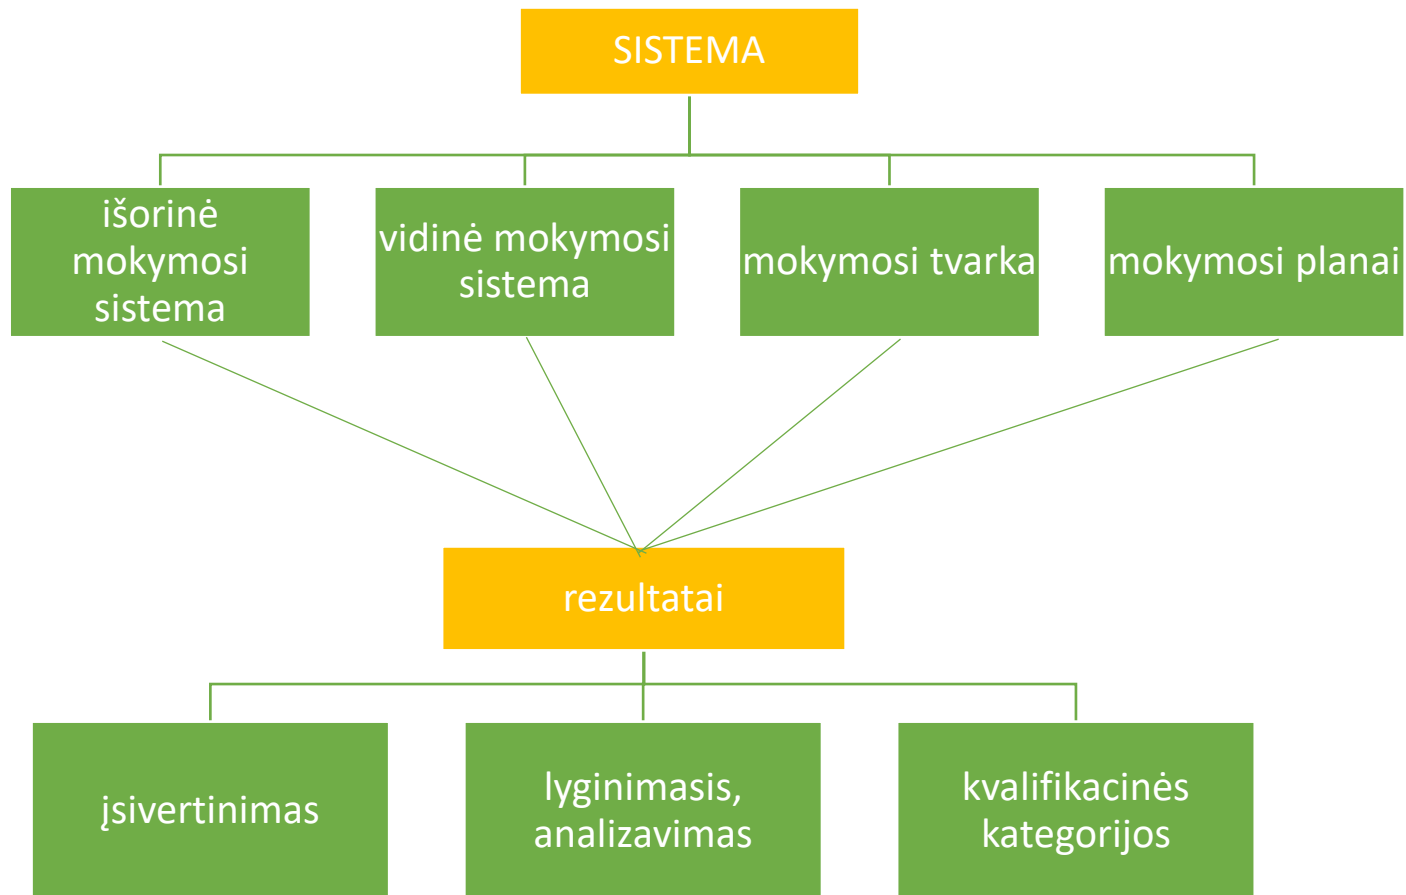 SISTEMA
išorinė
mokymosi
sistema
vidinė mokymosi
sistema
mokymosi tvarka
mokymosi planai
rezultatai
įsivertinimas
lyginimasis,
analizavimas
kvalifikacinės
kategorijos